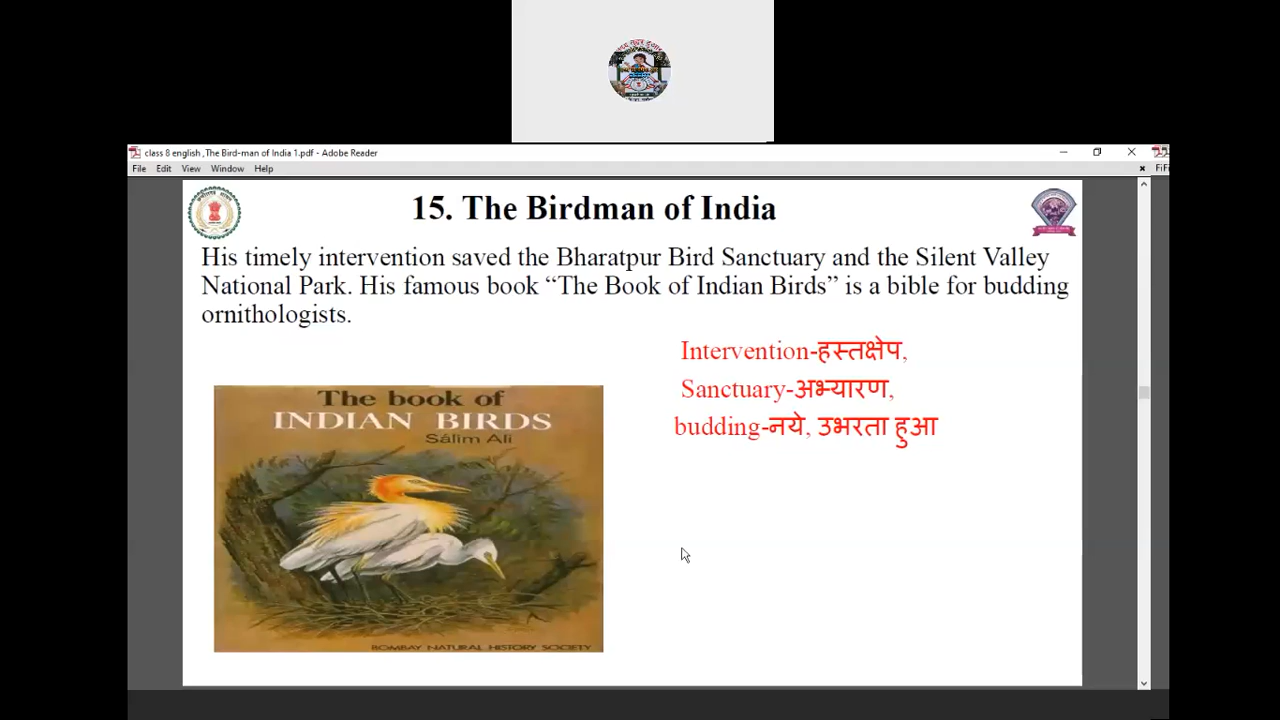 class 8 english ,The Bird-man of India 1.pdf - Adobe Reader
File Edit View Window Help
15. The Birdman of India
His timely intervention saved the Bharatpur Bird Sanctuary and the Silent Valley
National Park. His famous book “The Book of Indian Birds” is a bible for budding
ornithologists.
Intervention-हस्तक्षेप,
Sanctuary-अभ्यारण,
budding-नये, उभरता हुआ
The book of
INDIAN BIRDS
Sálim Ali
BOMBAY NATURAL HISTORY SOCIETY